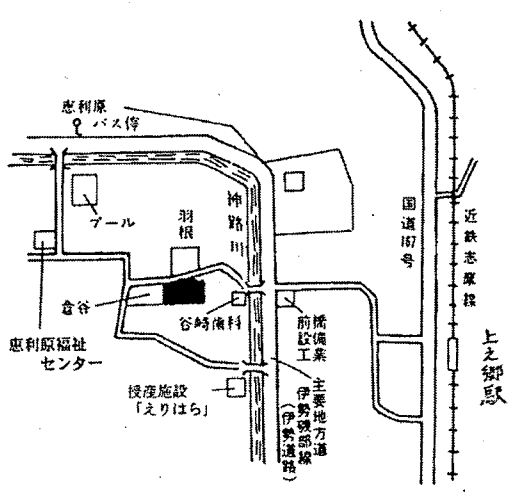 恵利原
バス停
プール
羽根
神路川
国道167号
近鉄志摩線
上之郷駅
倉谷
谷崎歯科
橋備業
前設工
恵利原福祉
センター
授産施設
「えりはら」
主要地方道
伊勢磯部線
(伊勢道路)